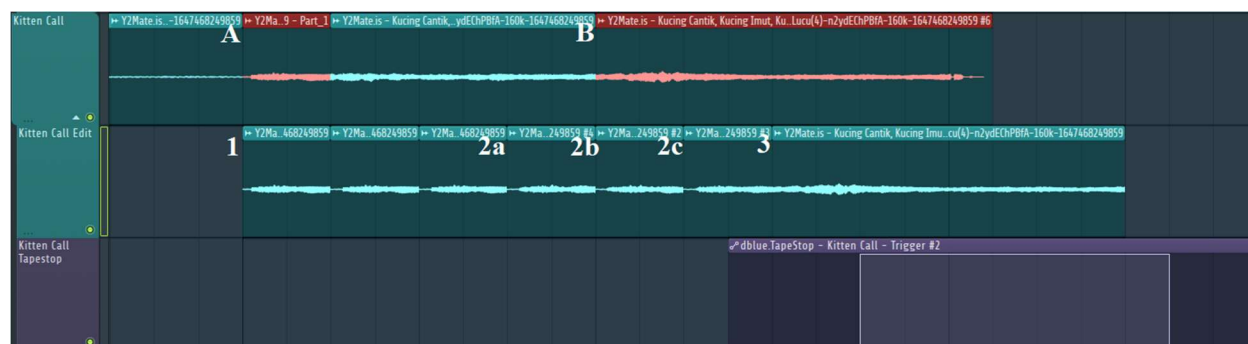 Kitten Call
Y2Mate.is..-1647468249859
Y2Ma..9 - Part_1
Y2Mate.is - Kucing Cantik,..ydEChPBfA-160k-1647468249859
Y2Mate.is - Kucing Cantik, Kucing Imut, Ku..Lucu(4)-n2ydEChPBfA-160k-1647468249859 #6
A
B
...
Kitten Call Edit
Y2Ma..468249859
Y2Ma..468249859
Y2Ma..468249859
Y2Ma..249859 #4
Y2Ma..249859 #2
Y2Ma..249859 #3
Y2Mate.is - Kucing Cantik, Kucing Imu..cu(4)-n2ydEChPBfA-160k-1647468249859
1
2a
2b
2c
3
...
Kitten Call
Tapestop
dblue.TapeStop - Kitten Call - Trigger #2